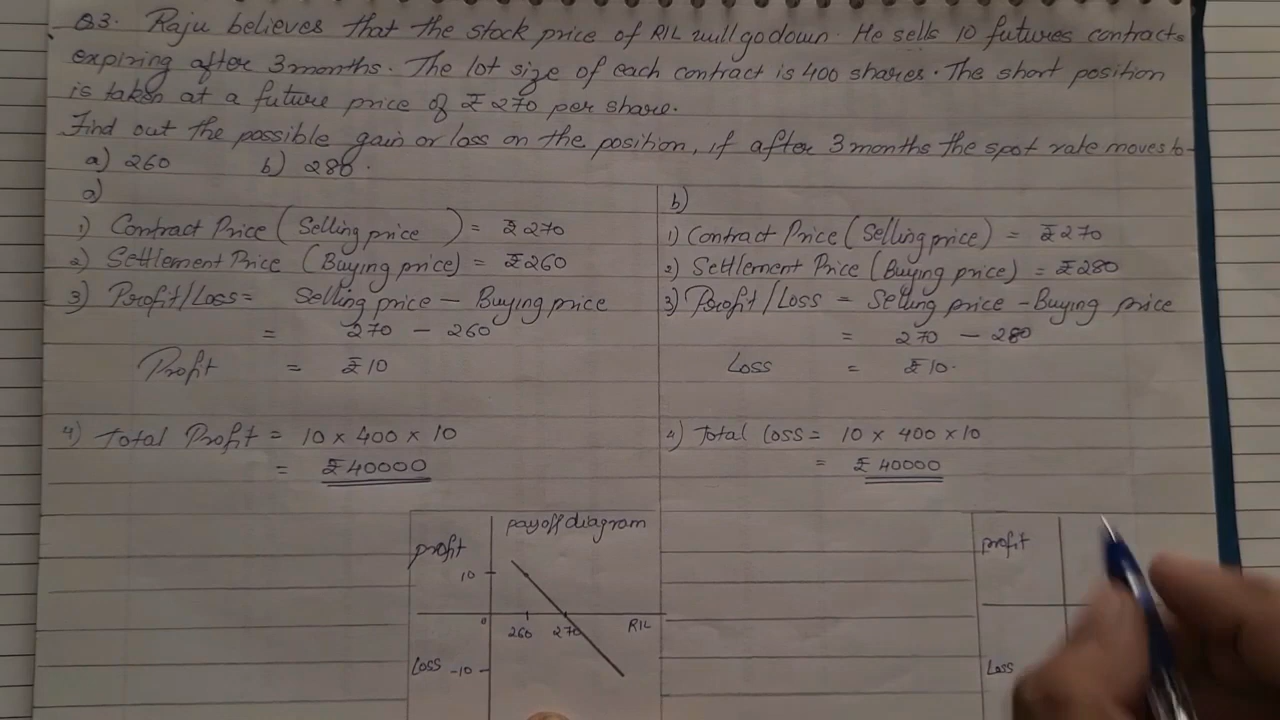 Q3. Raju believes that the stock price of RIL will go down. He sells 10 futures contracts
expiring after 3 months. The lot size of each contract is 400 shares. The short position
is taken at a future price of ₹270 per share.
Find out the possible gain or loss on the position, if after 3 months the spot rate moves to-
a) 260 b) 280.
a)
1) Contract Price (Selling price) = ₹270
2) Settlement Price (Buying price) = ₹260
3) Profit/Loss = Selling price - Buying price
= 270 - 260
Profit = ₹10
4) Total Profit = 10 x 400 x 10
= ₹40000
payoff diagram
profit
10
0
260 270 RIL
Loss -10
b)
1) Contract Price (Selling price) = ₹270
2) Settlement Price (Buying price) = ₹280
3) Profit/Loss = Selling price - Buying price
= 270 - 280
Loss = ₹10.
4) Total Loss = 10 x 400 x 10
= ₹40000
profit
Loss